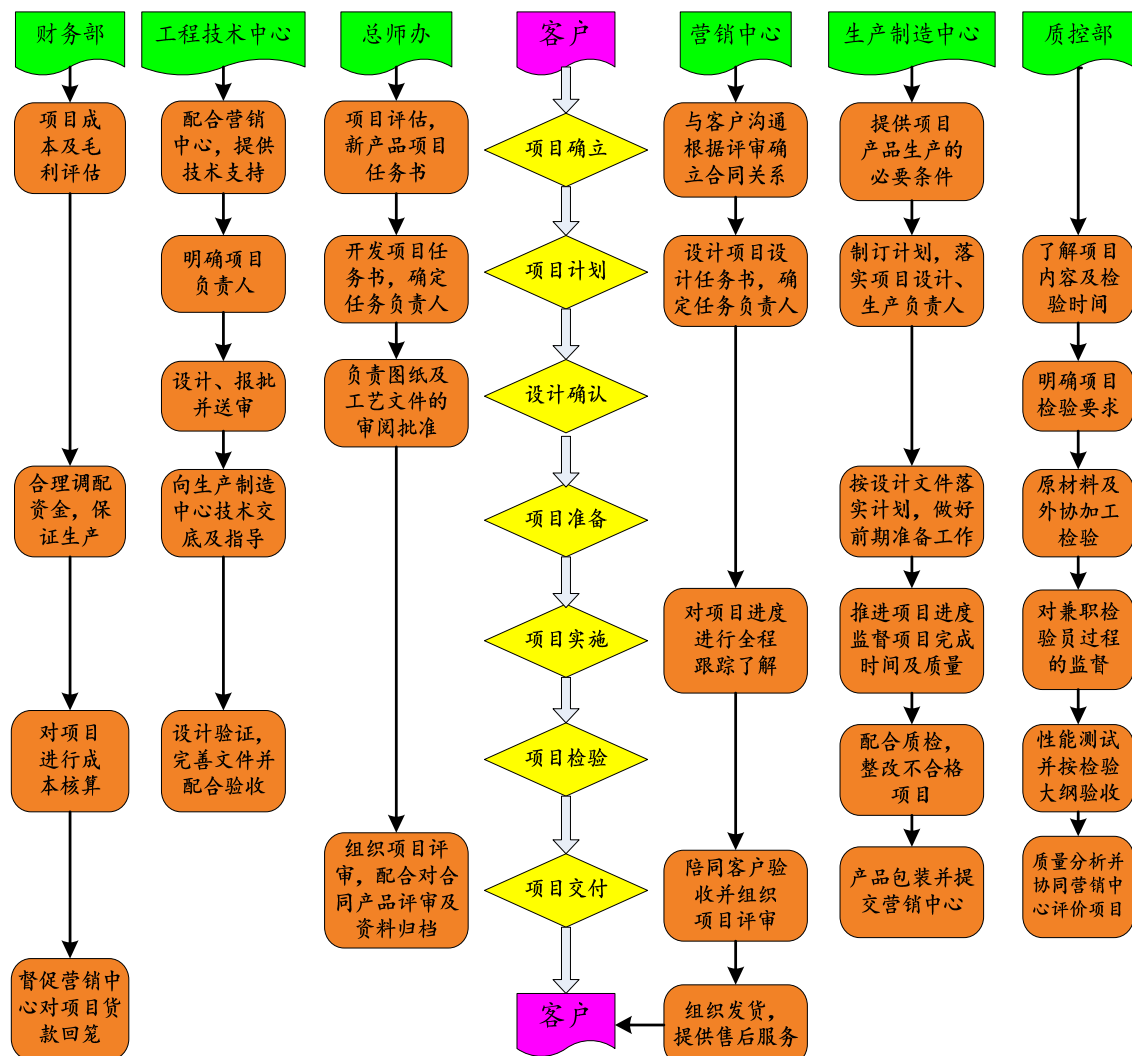 财务部
工程技术中心
总师办
客户
营销中心
生产制造中心
质控部
项目成
本及毛
利评估
配合营销
中心，提供
技术支持
项目评估，
新产品项目
任务书
项目确立
与客户沟通
根据评审确
立合同关系
提供项目
产品生产的
必要条件
明确项目
负责人
开发项目任
务书，确定
任务负责人
项目计划
设计项目设
计任务书，确
定任务负责人
制订计划，落
实项目设计、
生产负责人
了解项目
内容及检
验时间
设计、报批
并送审
负责图纸及
工艺文件的
审阅批准
设计确认
明确项目
检验要求
合理调配
资金，保
证生产
向生产制造
中心技术交
底及指导
项目准备
按设计文件落
实计划，做好
前期准备工作
原材料及
外协加工
检验
项目实施
对项目进度
进行全程
跟踪了解
推进项目进度
监督项目完成
时间及质量
对兼职检
验员过程
的监督
对项目
进行成
本核算
设计验证，
完善文件并
配合验收
项目检验
配合质检，
整改不合格
项目
性能测试
并按检验
大纲验收
组织项目评
审，配合对合
同产品评审及
资料归档
项目交付
陪同客户验
收并组织
项目评审
产品包装并提
交营销中心
质量分析并
协同营销中
心评价项目
督促营销中
心对项目货
款回笼
客户
组织发货，
提供售后服务